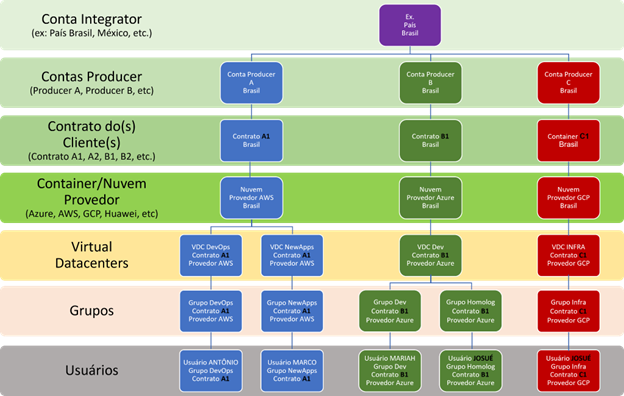 Conta Integrator
(ex: País Brasil, México, etc.)
Ex.
País
Brasil
Contas Producer
(Producer A, Producer B, etc)
Conta Producer
A
Brasil
Conta Producer
B
Brasil
Conta Producer
C
Brasil
Contrato do(s)
Cliente(s)
(Contrato A1, A2, B1, B2, etc.)
Contrato A1
Brasil
Contrato B1
Brasil
Container
Brasil
Container/Nuvem
Provedor
(Azure, AWS, GCP, Huawei, etc)
Nuvem
Provedor AWS
Brasil
Nuvem
Provedor Azure
Brasil
Nuvem
Provedor GCP
Brasil
Virtual
Datacenters
VDC DevOps
Contrato A1
Provedor AWS
VDC NewApps
Contrato A1
Provedor AWS
VDC Dev
Contrato B1
Provedor Azure
VDC INFRA
Contrato C1
Provedor GCP
Grupos
Grupo DevOps
Contrato A1
Provedor AWS
Grupo NewApps
Contrato A1
Provedor AWS
Grupo Dev
Contrato B1
Provedor Azure
Grupo Homolog
Contrato B1
Provedor Azure
Grupo Infra
Contrato C1
Provedor GCP
Usuários
Usuário ANTÔNIO
Grupo DevOps
Contrato A1
Usuário MARCO
Grupo NewApps
Contrato A1
Usuário MARIAH
Grupo Dev
Contrato B1
Provedor Azure
Usuário JOSUÉ
Grupo Homolog
Contrato B1
Provedor Azure
Usuário JOSUÉ
Grupo Infra
Contrato C1
Provedor GCP